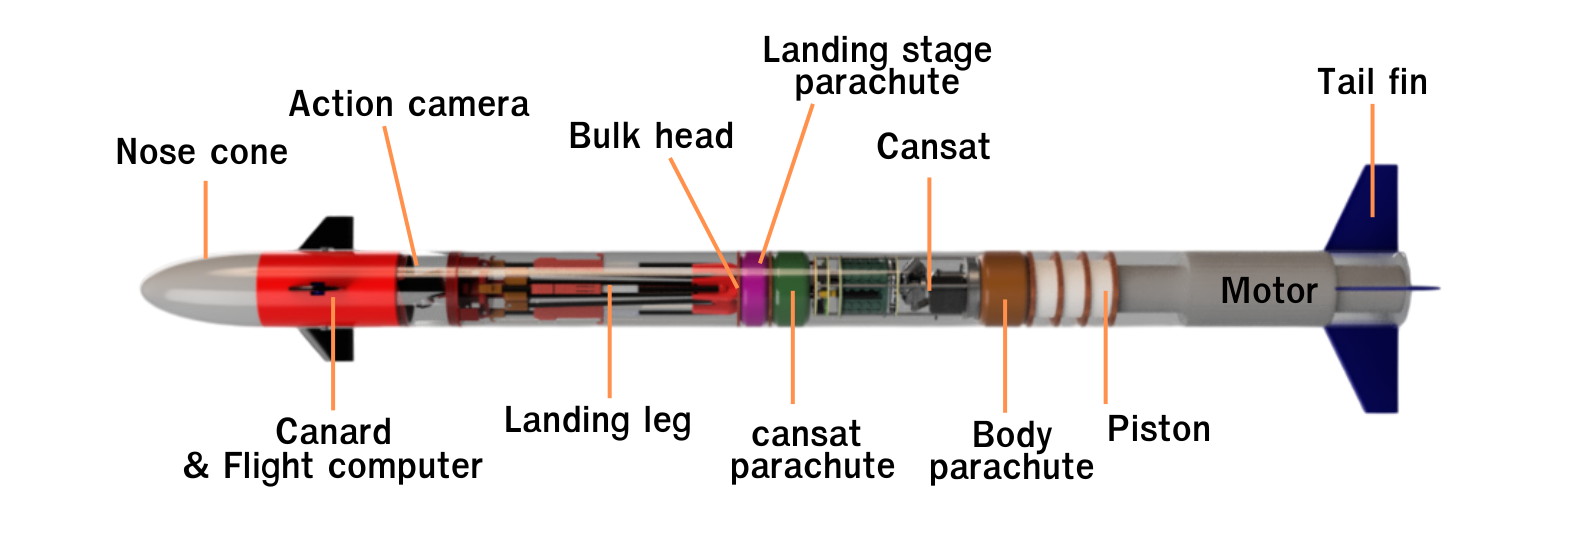 Landing stage
parachute
Tail fin
Action camera
Bulk head
Cansat
Nose cone
Motor
Landing leg
Canard
& Flight computer
cansat
parachute
Body
parachute
Piston